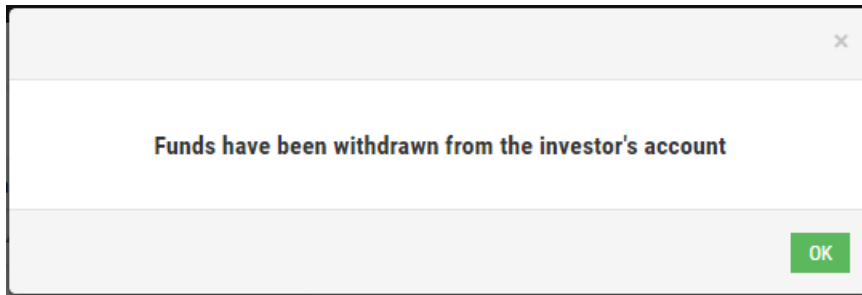 ×
Funds have been withdrawn from the investor's account
OK